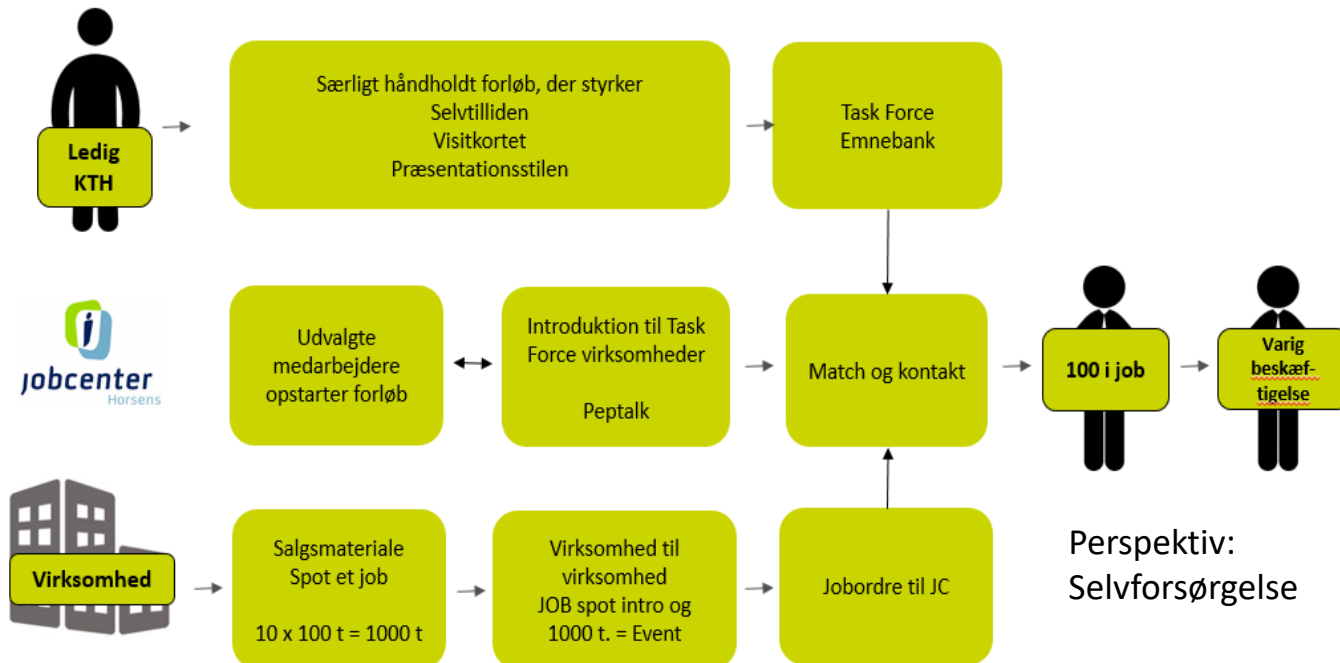 Ledig
KTH
Særligt håndholdt forløb, der styrker
Selvtilliden
Visitkortet
Præsentationsstilen
Task Force
Emnebank
jobcenter
Horsens
Udvalgte
medarbejdere
opstarter forløb
Introduktion til Task
Force virksomheder
Peptalk
Match og kontakt
100 i job
Varig
beskæf-
tigelse
Virksomhed
Salgsmateriale
Spot et job
10 x 100 t = 1000 t
Virksomhed til
virksomhed
JOB spot intro og
1000 t. = Event
Jobordre til JC
Perspektiv:
Selvforsørgelse